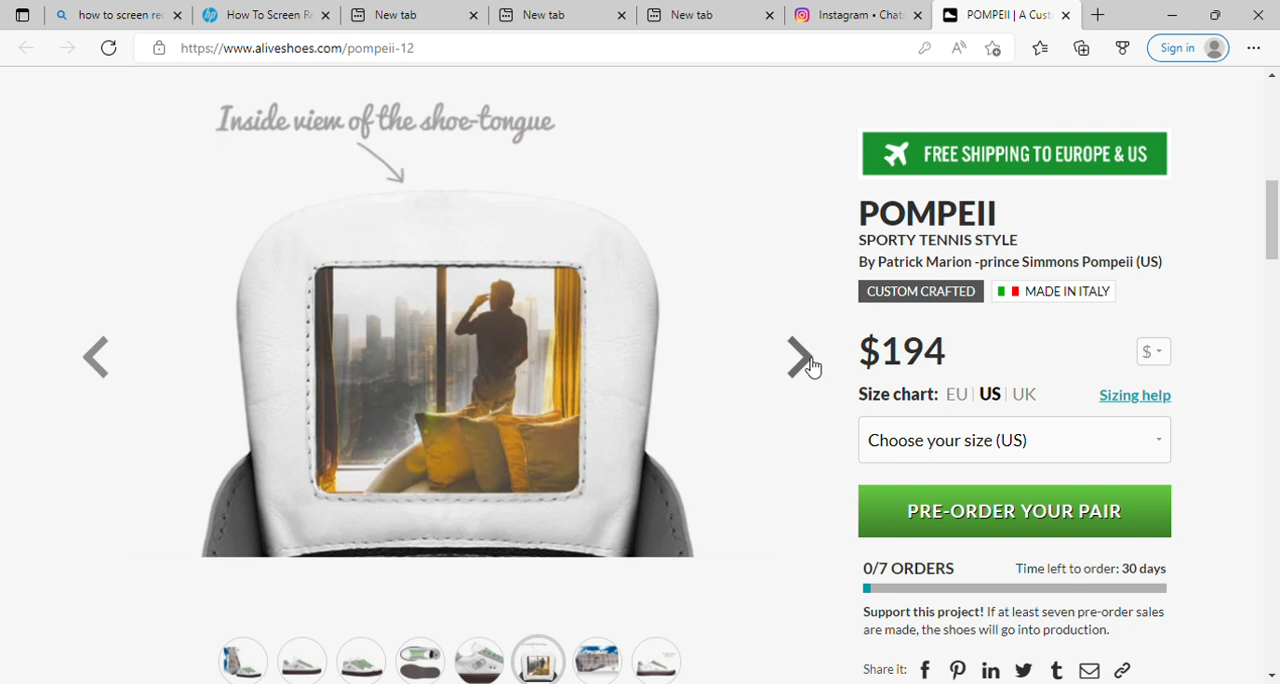 how to screen re
How To Screen Re
New tab
New tab
New tab
Instagram • Chats
POMPEII | A Cust
https://www.aliveshoes.com/pompeii-12
Sign in
Inside view of the shoe-tongue
FREE SHIPPING TO EUROPE & US
POMPEII
SPORTY TENNIS STYLE
By Patrick Marion -prince Simmons Pompeii (US)
CUSTOM CRAFTED
MADE IN ITALY
$194
$
Size chart: EU | US | UK
Sizing help
Choose your size (US)
PRE-ORDER YOUR PAIR
0/7 ORDERS
Time left to order: 30 days
Support this project! If at least seven pre-order sales
are made, the shoes will go into production.
Share it: